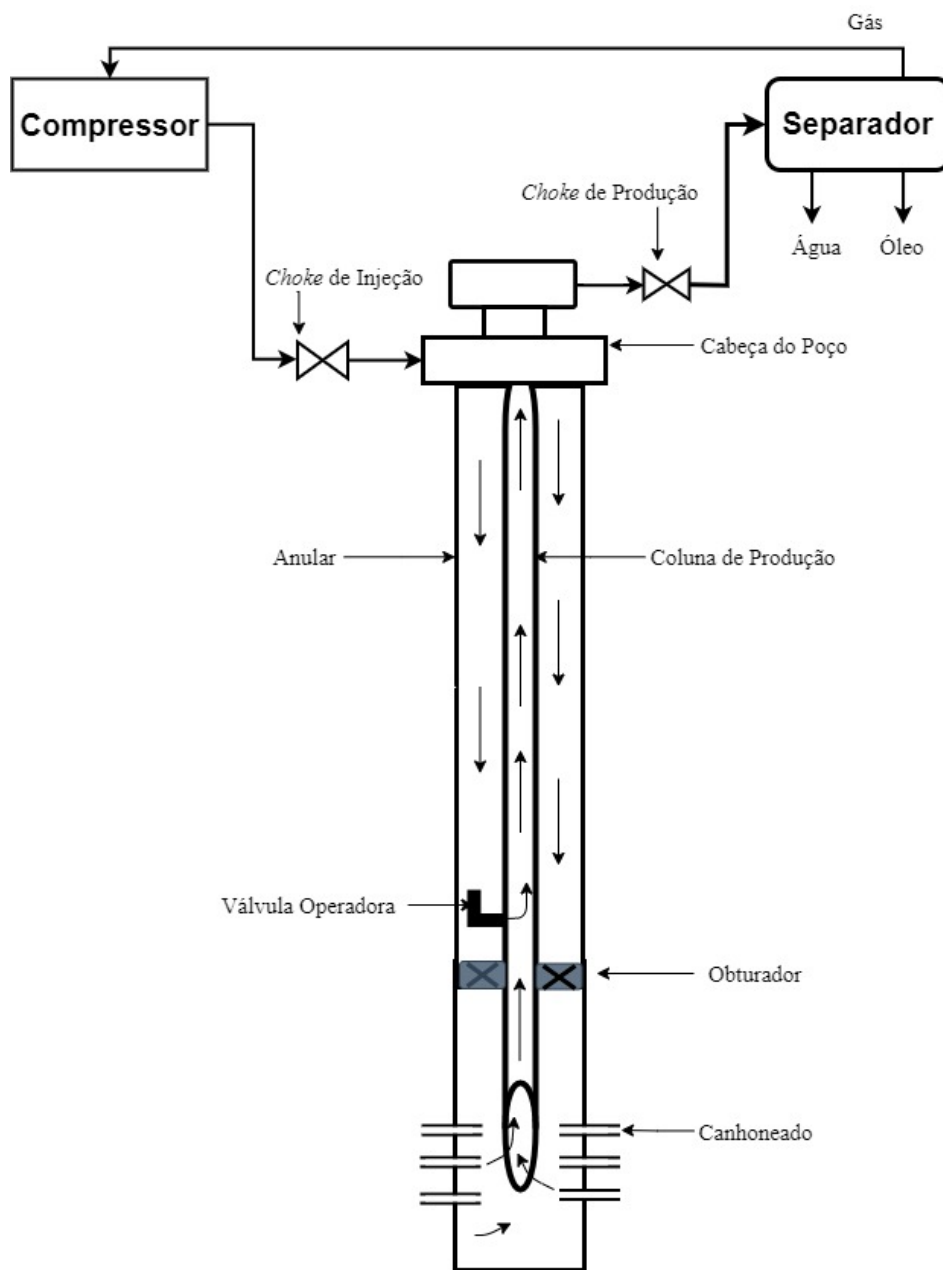 Gás
Compressor
Separador
Choke de Produção
Água
Óleo
Choke de Injeção
Cabeça do Poço
Anular
Coluna de Produção
Válvula Operadora
Obturador
Canhoneado